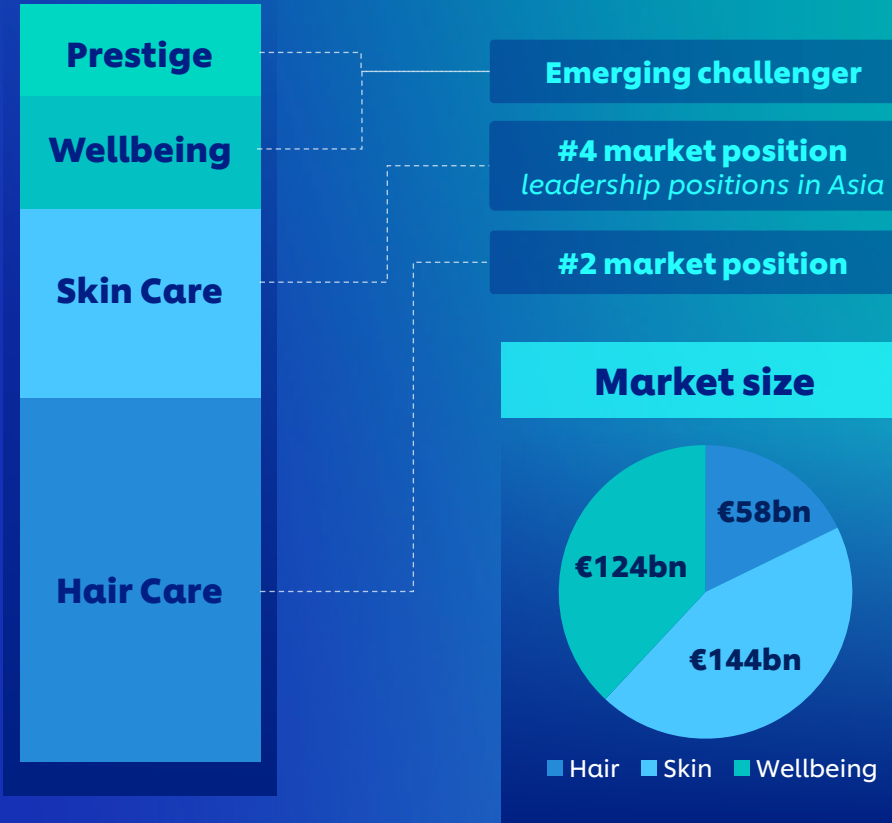 Prestige
Wellbeing
Skin Care
Hair Care
Emerging challenger
#4 market position
leadership positions in Asia
#2 market position
Market size
€58bn
€124bn
€144bn
Hair
Skin
Wellbeing